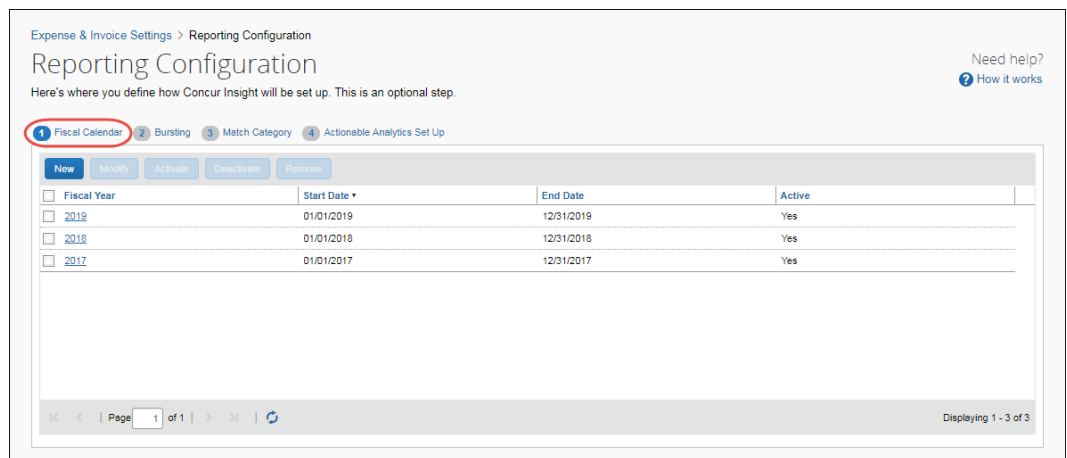 Expense & Invoice Settings > Reporting Configuration
Reporting Configuration
Need help?
? How it works
Here's where you define how Concur Insight will be set up. This is an optional step.
1 Fiscal Calendar 2 Bursting 3 Match Category 4 Actionable Analytics Set Up
New Modify Activate Deactivate Remove
Fiscal Year Start Date End Date Active
2019 01/01/2019 12/31/2019 Yes
2018 01/01/2018 12/31/2018 Yes
2017 01/01/2017 12/31/2017 Yes
Page 1 of 1 Displaying 1 - 3 of 3